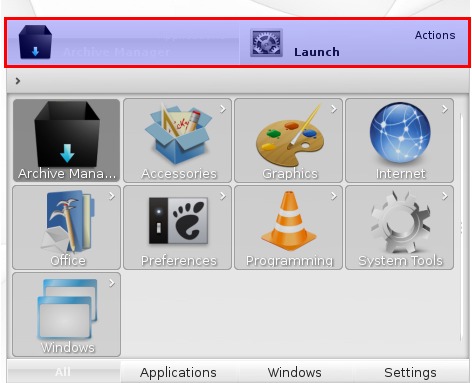 Actions
Archive Manager
Launch
Archive Mana...
Accessories
Graphics
Internet
Office
Preferences
Programming
System Tools
Windows
All
Applications
Windows
Settings